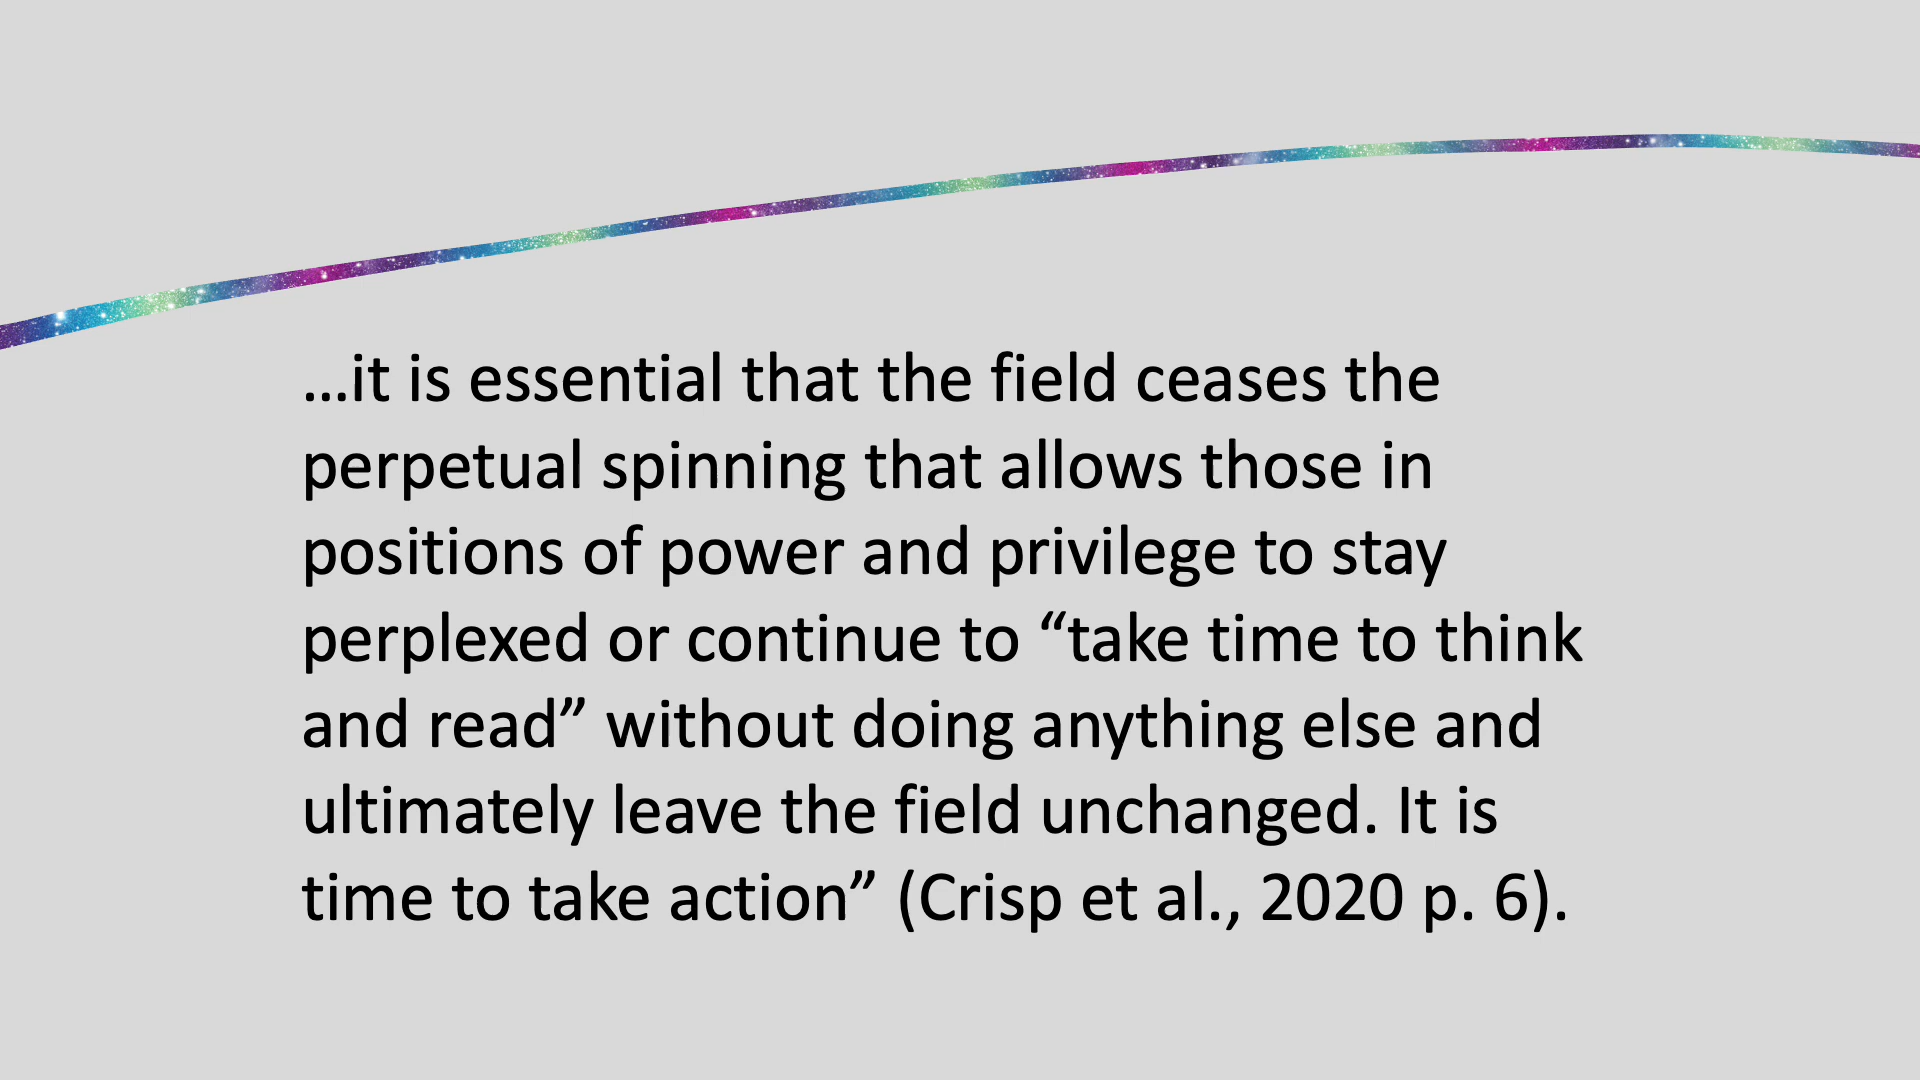 …it is essential that the field ceases the
perpetual spinning that allows those in
positions of power and privilege to stay
perplexed or continue to “take time to think
and read” without doing anything else and
ultimately leave the field unchanged. It is
time to take action” (Crisp et al., 2020 p. 6).